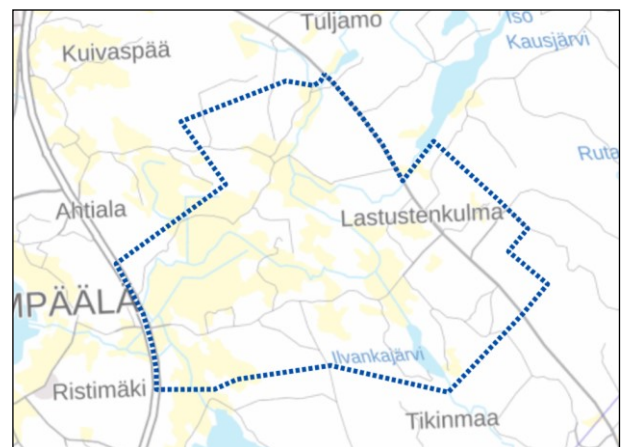 Tuljamo
Iso
Kausjärvi
Kuivaspää
Ruta
Ahtiala
Lastustenkulma
MPÄÄLÄ
Ilvankajärvi
Ristimäki
Tikinmaa